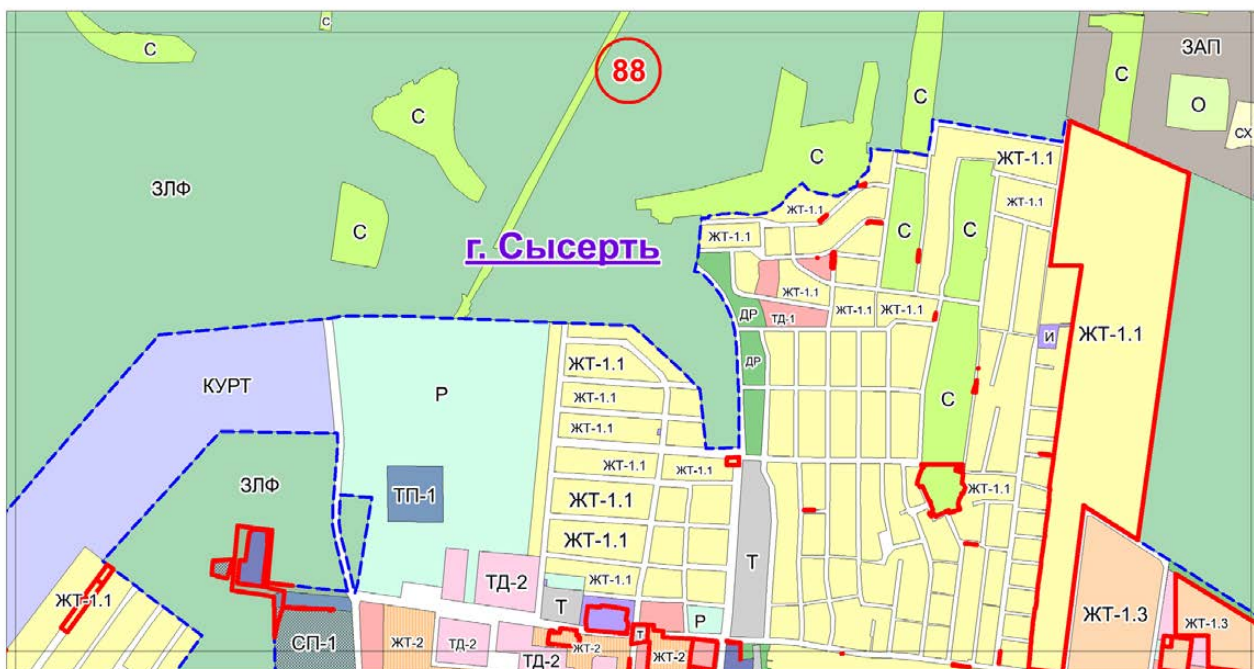 С
С
88
ЗАП
С
С
С
О
СХ
ЗЛФ
С
С
ЖТ-1.1
ЖТ-1.1
ЖТ-1.1
С
С
г. Сысерть
ЖТ-1.1
ЖТ-1.1
ДР
ТД-1
ЖТ-1.1
ЖТ-1.1
И
ЖТ-1.1
ЖТ-1.1
ДР
КУРТ
Р
ЖТ-1.1
С
ЖТ-1.1
ЖТ-1.1
ЖТ-1.1
ЗЛФ
ТП-1
ЖТ-1.1
ЖТ-1.1
ЖТ-1.1
ЖТ-1.1
Т
ТД-2
ЖТ-1.1
ЖТ-1.1
Т
Р
ЖТ-1.3
ЖТ-1.3
СП-1
ЖТ-2
ТД-2
ЖТ-2
Т
ТД-2
ЖТ-2